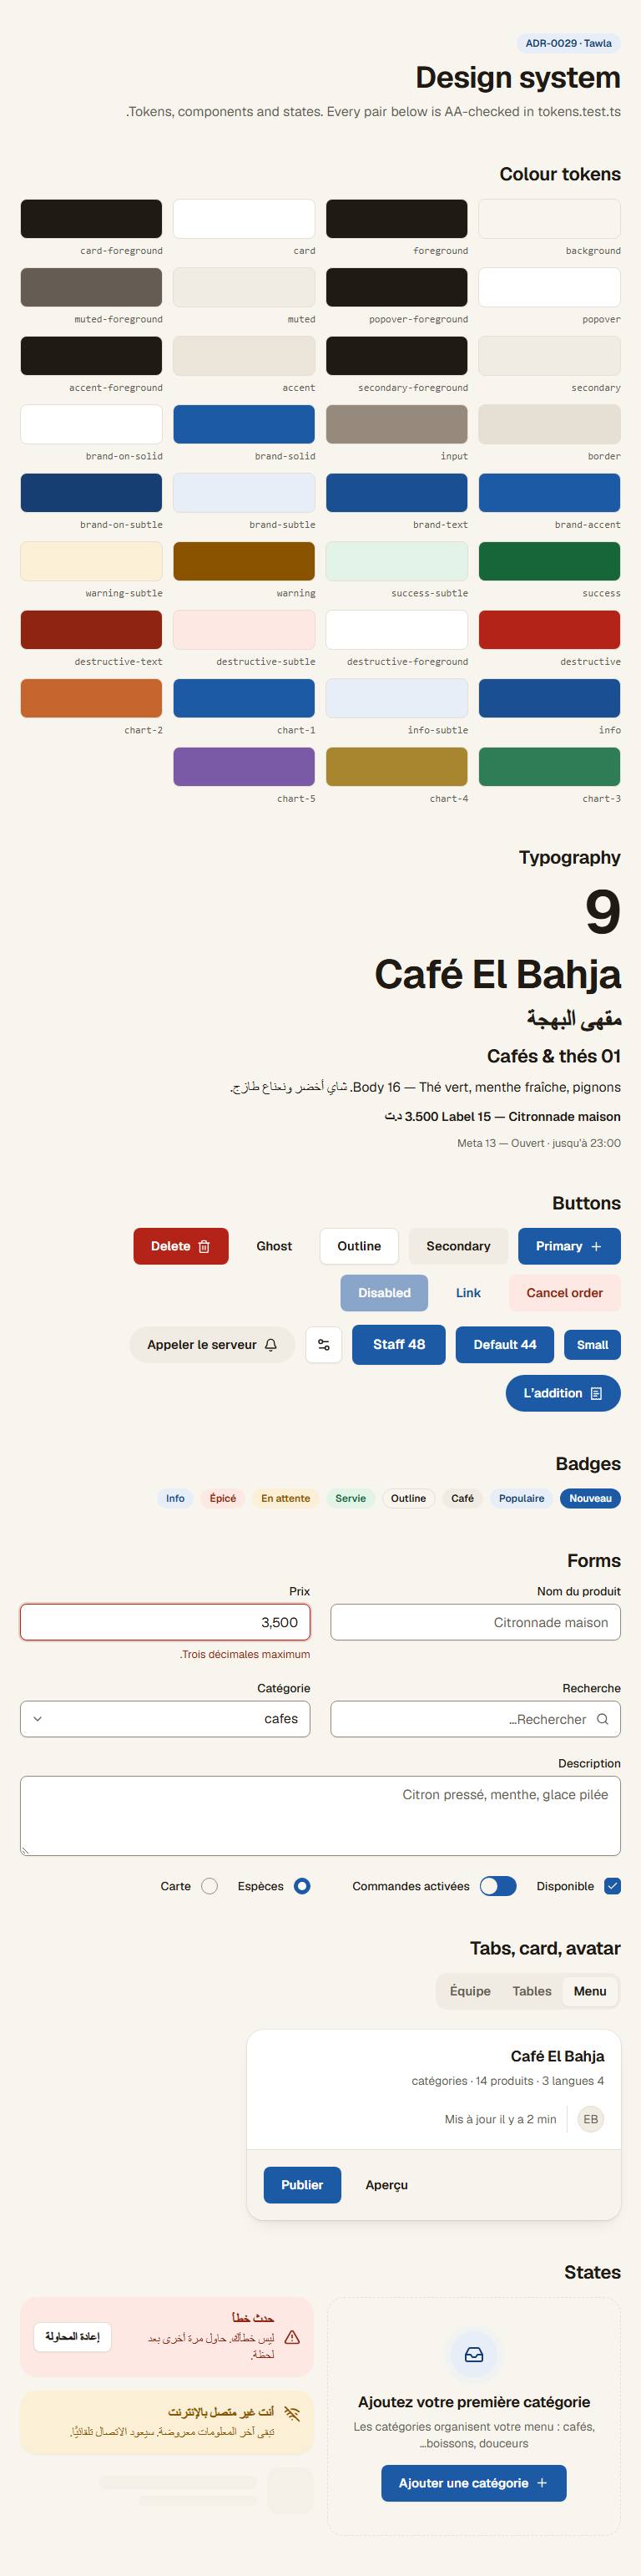 ADR-0029 · Tawla
Design system
.Tokens, components and states. Every pair below is AA-checked in tokens.test.ts
Colour tokens
background
foreground
card
card-foreground
popover
popover-foreground
muted
muted-foreground
secondary
secondary-foreground
accent
accent-foreground
border
input
brand-solid
brand-on-solid
brand-accent
brand-text
brand-subtle
brand-on-subtle
success
success-subtle
warning
warning-subtle
destructive
destructive-foreground
destructive-subtle
destructive-text
info
info-subtle
chart-1
chart-2
chart-3
chart-4
chart-5
Typography
9
Café El Bahja
مقهى البهجة
Cafés & thés 01
Body 16 — Thé vert, menthe fraîche, pignons. شاي أخضر ونعناع طازج.
3.500 Label 15 — Citronnade maison د.ت
Meta 13 — Ouvert · jusqu'à 23:00
Buttons
Primary
Secondary
Outline
Ghost
Delete
Cancel order
Link
Disabled
Small
Default 44
Staff 48
Appeler le serveur
L'addition
Badges
Nouveau
Populaire
Café
Outline
Servie
En attente
Épicé
Info
Forms
Nom du produit
Citronnade maison
Prix
3,500
.Trois décimales maximum
Recherche
...Rechercher
Catégorie
cafes
Description
Citron pressé, menthe, glace pilée
Disponible
Commandes activées
Espèces
Carte
Tabs, card, avatar
Menu
Tables
Équipe
Café El Bahja
catégories · 14 produits · 3 langues 4
EB
Mis à jour il y a 2 min
Aperçu
Publier
States
Ajoutez votre première catégorie
Les catégories organisent votre menu : cafés,
...boissons, douceurs
Ajouter une catégorie
حدث خطأ
ليس خطأك. حاول مرة أخرى بعد
لحظة.
إعادة المحاولة
أنت غير متصل بالإنترنت
تبقى آخر المعلومات معروضة. سيعود الاتصال تلقائيًا.